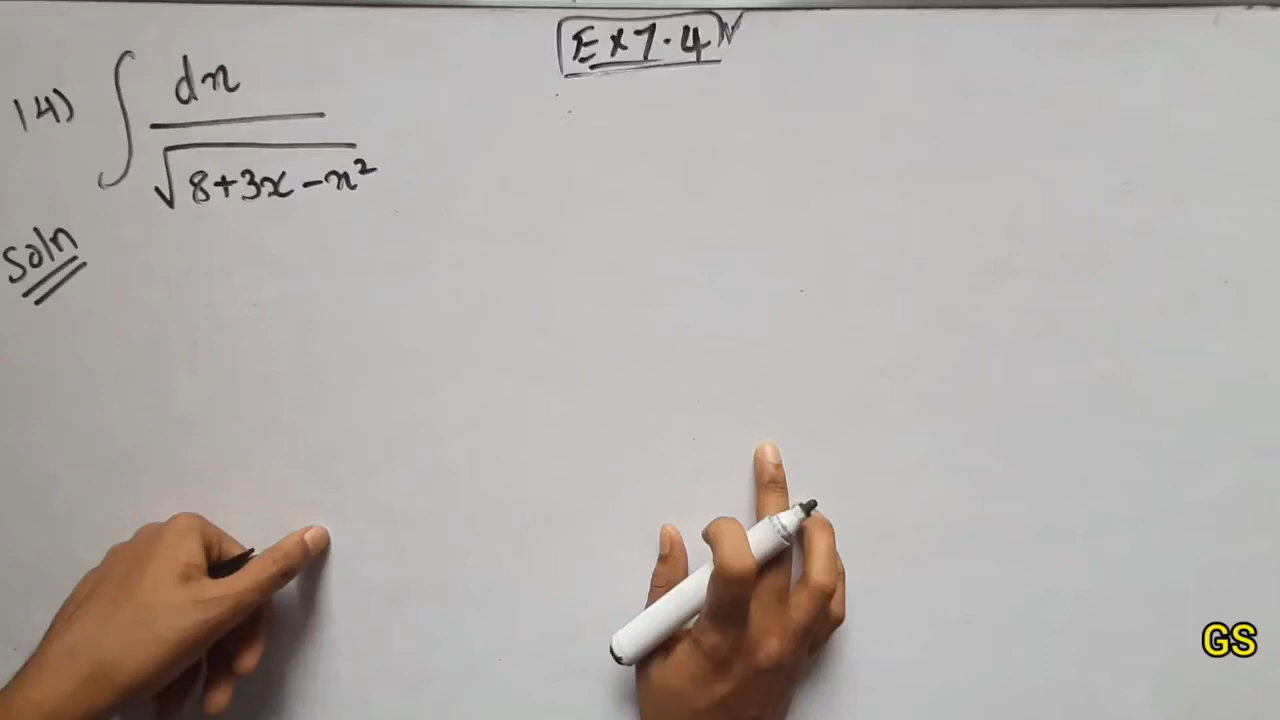 Ex 7.4
14) ∫ dx
√8+3x-x²
Soln
GS